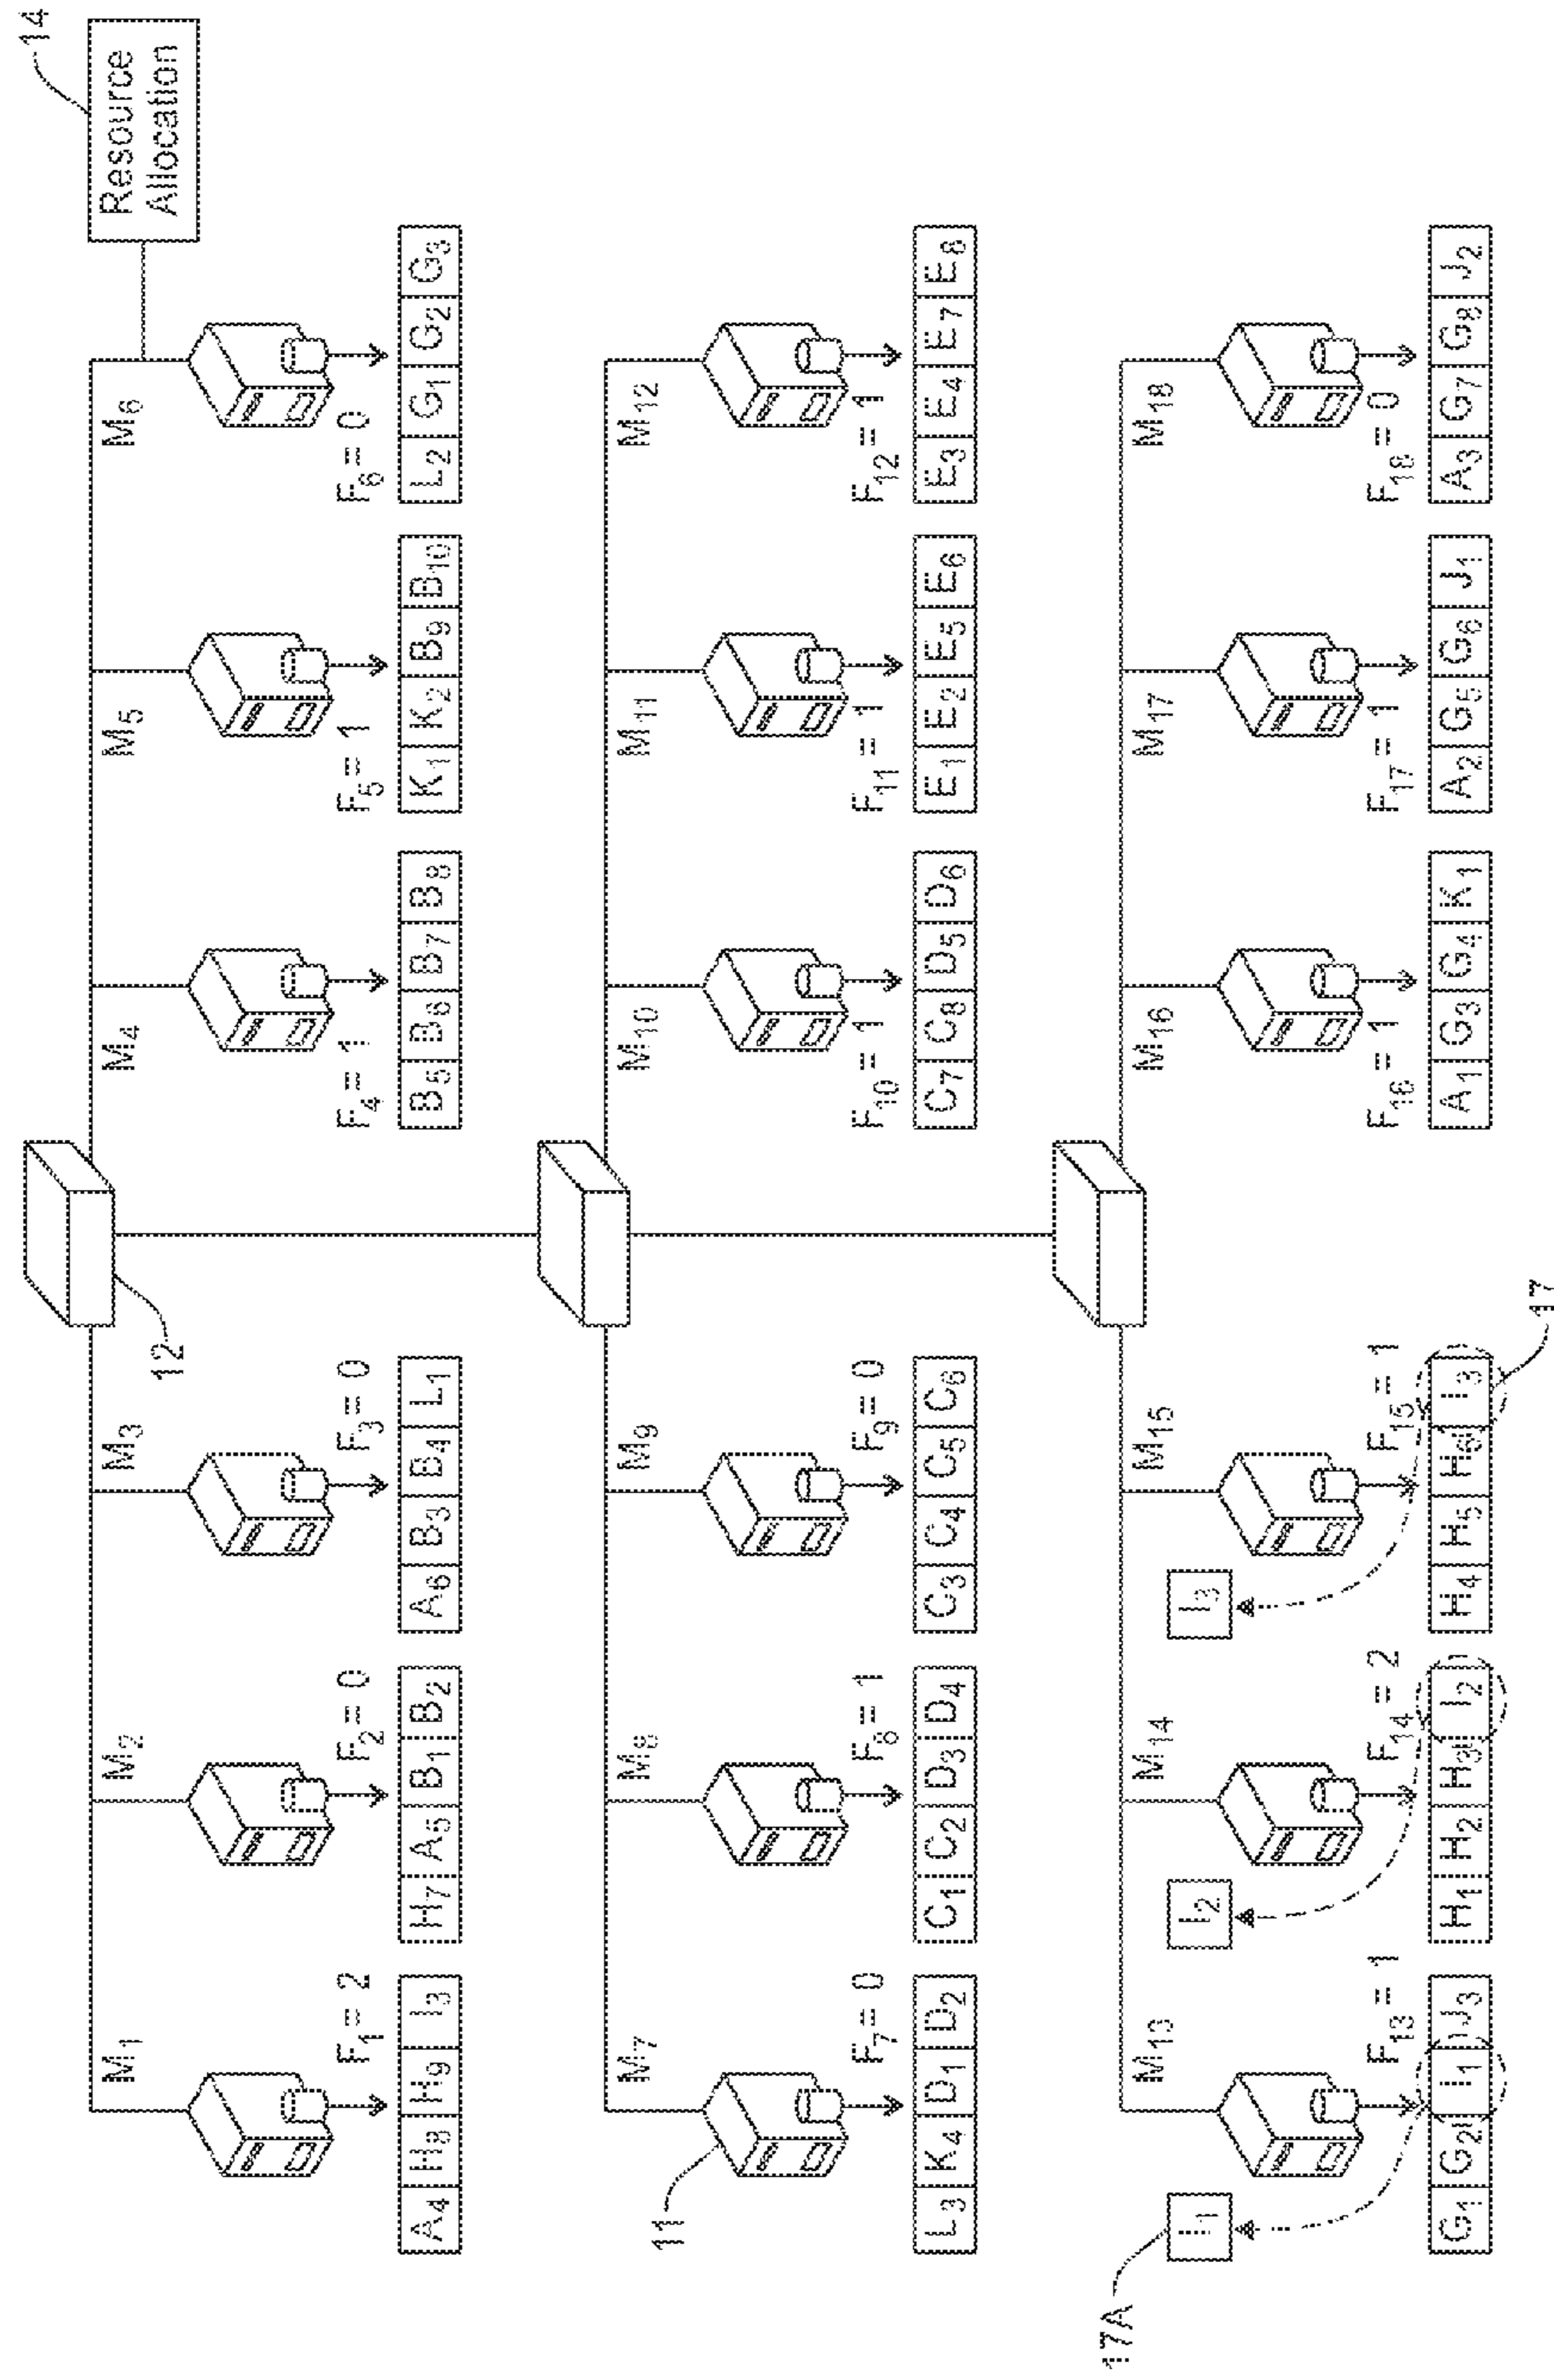 14
Resource
Allocation
12
M1 M2 M3 M4 M5 M6
F1 = 2 F2 = 0 F3 = 0 F4 = 1 F5 = 1 F6 = 0
A4 H8 H9 I3
H7 A5 B1 B2
A6 B3 B4 L1
B5 B6 B7 B8
K1 K2 B9 B10
L2 G1 G2 G3
M7 M8 M9 M10 M11 M12
11
F7 = 0 F8 = 1 F9 = 0 F10 = 1 F11 = 1 F12 = 1
L3 K4 D1 D2
C1 C2 D3 D4
C3 C4 C5 C6
C7 C8 D5 D6
E1 E2 E5 E6
E3 E4 E7 E8
M13 M14 M15 M16 M17 M18
17A
I1 I2 I3
F13 = 1 F14 = 2 F15 = 1 F16 = 1 F17 = 1 F18 = 0
G1 G2 I1 J3
H1 H2 H3 I2
H4 H5 H6 I3
A1 G3 G4 K1
A2 G5 G6 J1
A3 G7 G8 J2
17